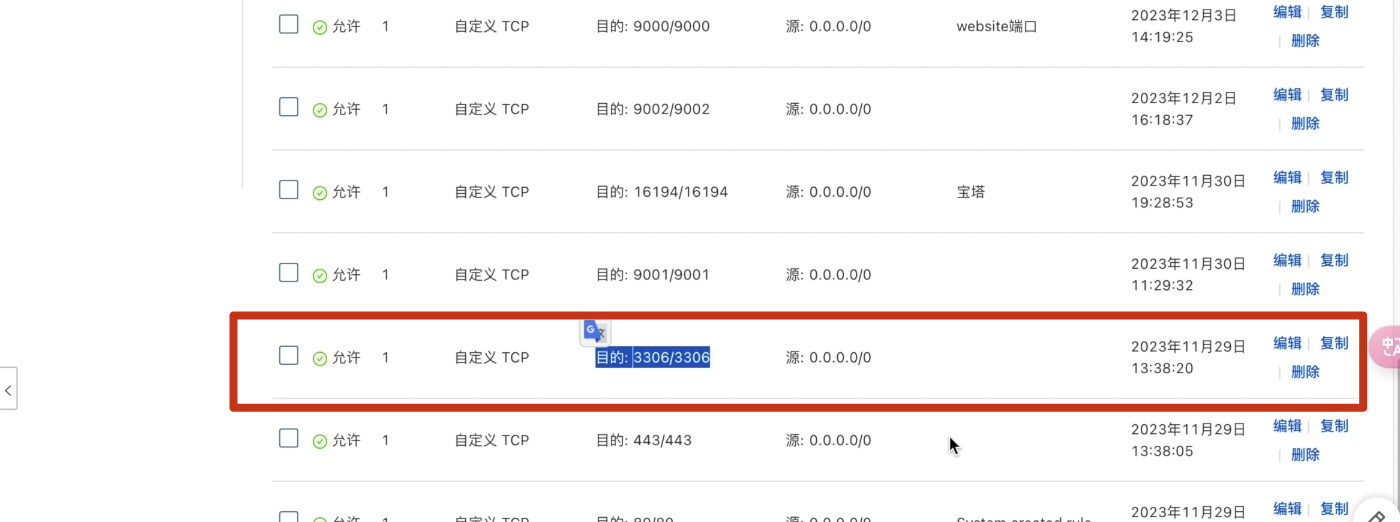 允许 1 自定义 TCP 目的: 9000/9000 源: 0.0.0.0/0 website端口 2023年12月3日 14:19:25 编辑 复制 删除
允许 1 自定义 TCP 目的: 9002/9002 源: 0.0.0.0/0 2023年12月2日 16:18:37 编辑 复制 删除
允许 1 自定义 TCP 目的: 16194/16194 源: 0.0.0.0/0 宝塔 2023年11月30日 19:28:53 编辑 复制 删除
允许 1 自定义 TCP 目的: 9001/9001 源: 0.0.0.0/0 2023年11月30日 11:29:32 编辑 复制 删除
允许 1 自定义 TCP 目的: 3306/3306 源: 0.0.0.0/0 2023年11月29日 13:38:20 编辑 复制 删除
允许 1 自定义 TCP 目的: 443/443 源: 0.0.0.0/0 2023年11月29日 13:38:05 编辑 复制 删除
允许 1 自定义 TCP 目的: 80/80 源: 0.0.0.0/0 System created rule 2023年11月29日 编辑 复制